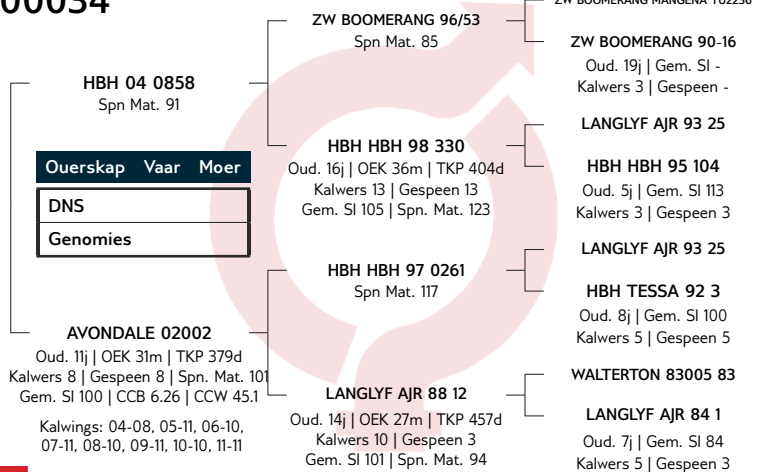 ZW BOOMERANG 96/53
Spn Mat. 85
ZW BOOMERANG 90-16
Oud. 19j | Gem. SI -
Kalwers 3 | Gespeen -
HBH 04 0858
Spn Mat. 91
LANGLYF AJR 93 25
HBH HBH 98 330
Oud. 16j | OEK 36m | TKP 404d
Kalwers 13 | Gespeen 13
Gem. SI 105 | Spn. Mat. 123
HBH HBH 95 104
Oud. 5j | Gem. SI 113
Kalwers 3 | Gespeen 3
Ouerskap Vaar Moer
DNS
Genomies
LANGLYF AJR 93 25
HBH HBH 97 0261
Spn Mat. 117
HBH TESSA 92 3
Oud. 8j | Gem. SI 100
Kalwers 5 | Gespeen 5
AVONDALE 02002
Oud. 11j | OEK 31m | TKP 379d
Kalwers 8 | Gespeen 8 | Spn. Mat. 101
Gem. SI 100 | CCB 6.26 | CCW 45.1
Kalwings: 04-08, 05-11, 06-10,
07-11, 08-10, 09-11, 10-10, 11-11
WALTERTON 83005 83
LANGLYF AJR 88 12
Oud. 14j | OEK 27m | TKP 457d
Kalwers 10 | Gespeen 3
Gem. SI 101 | Spn. Mat. 94
LANGLYF AJR 84 1
Oud. 7j | Gem. SI 84
Kalwers 5 | Gespeen 3